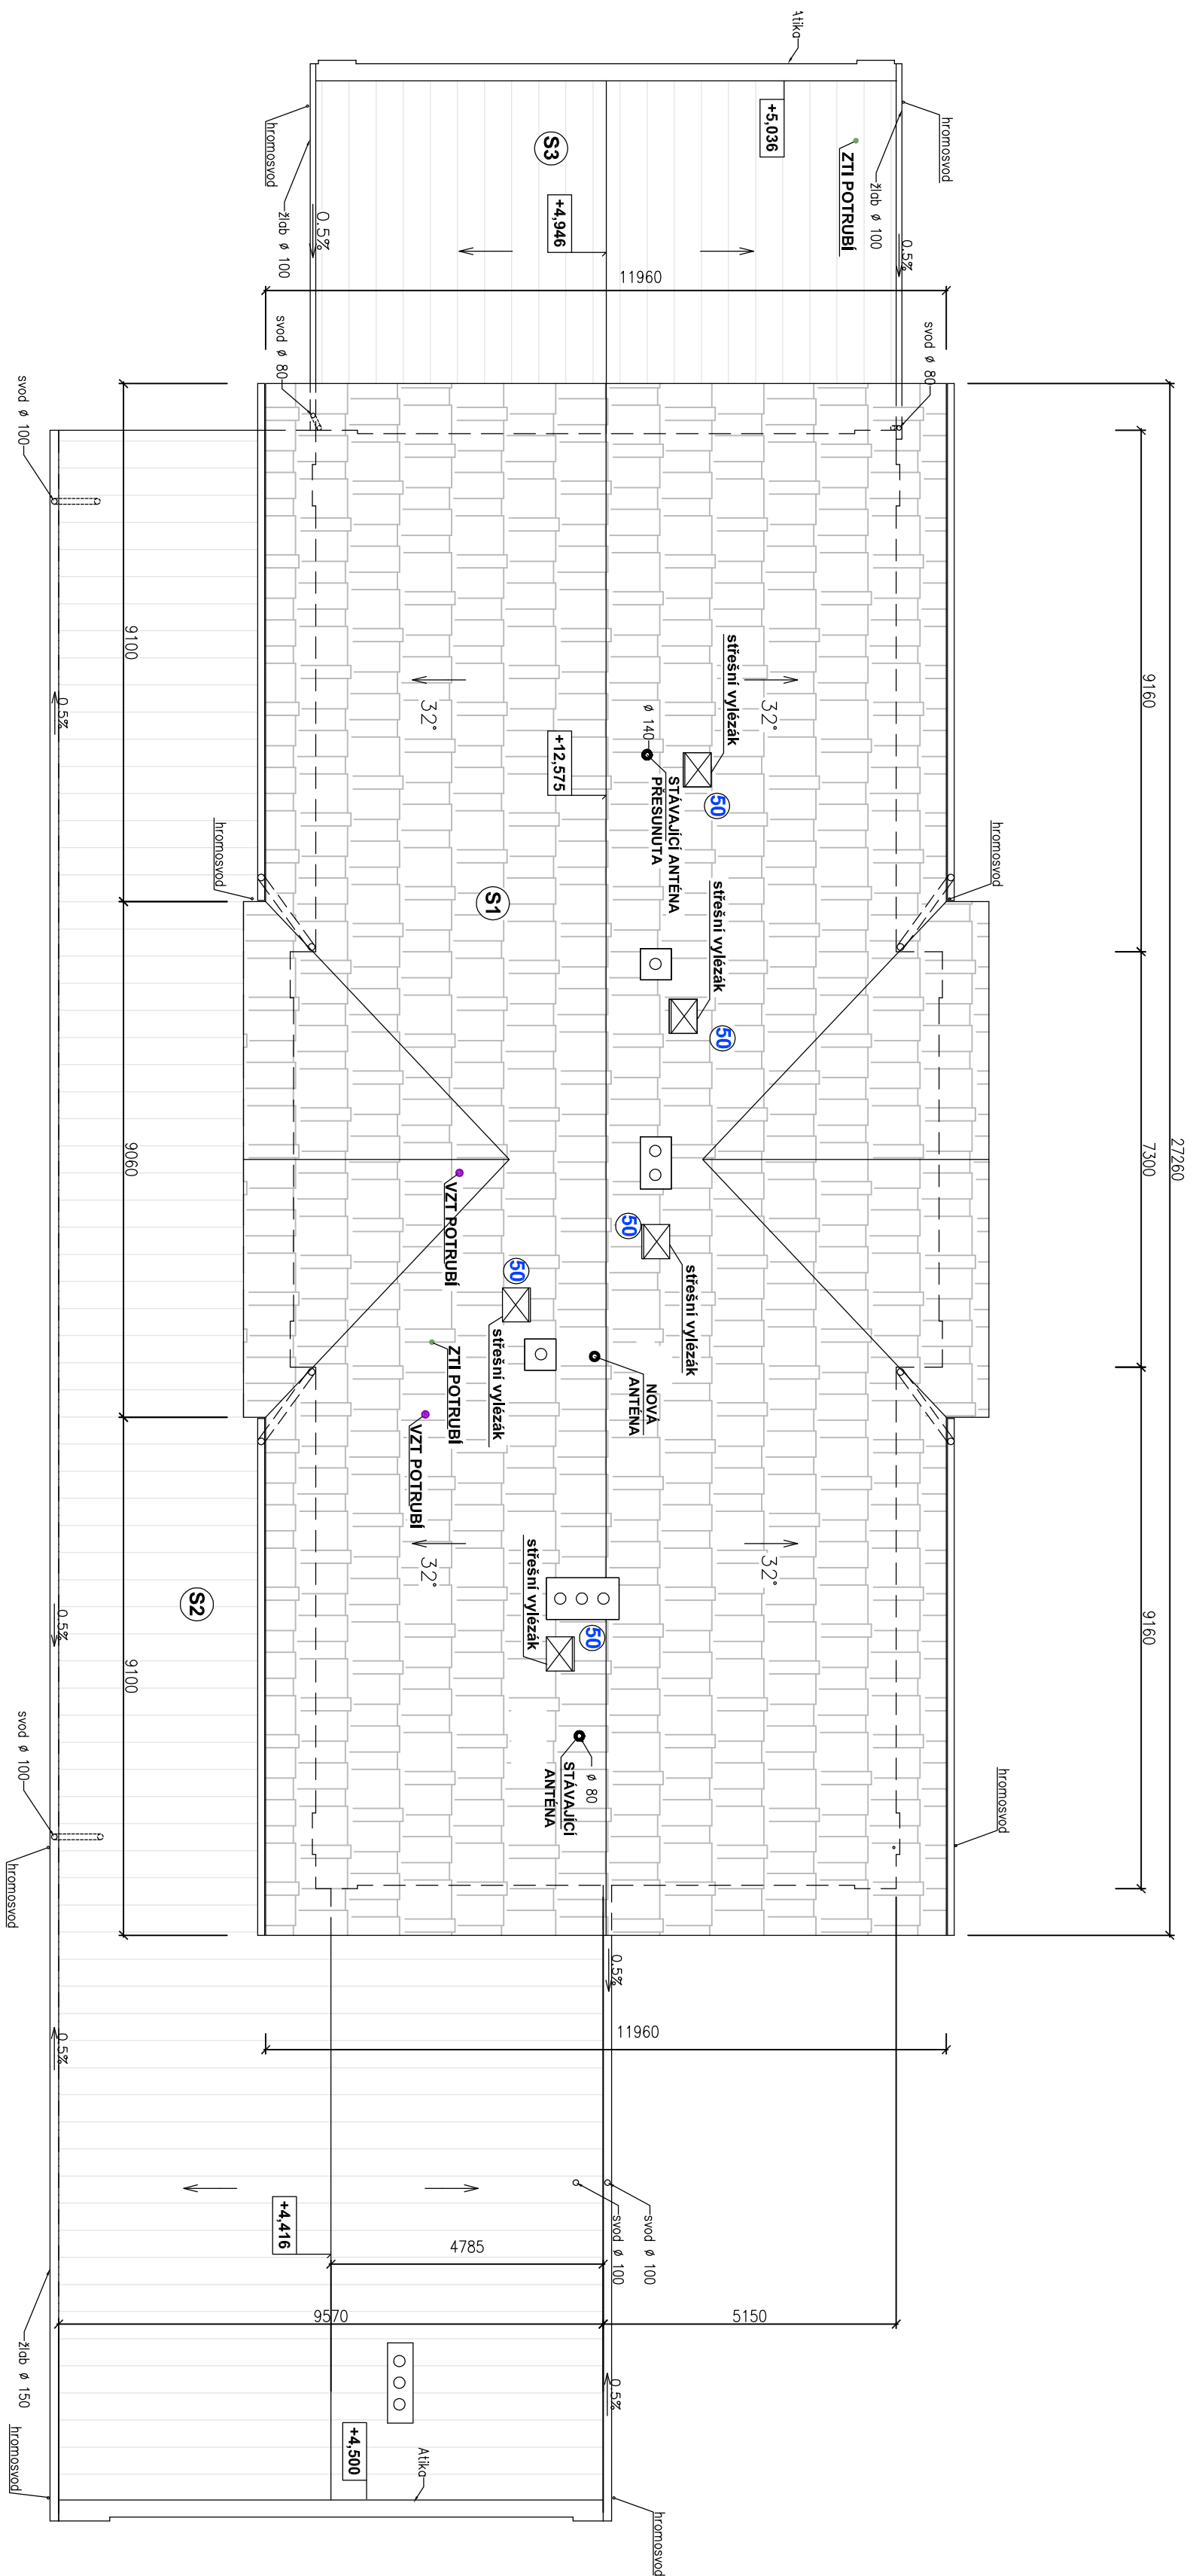 Atika
hromosvod
hromosvod
+5,036
ZTI POTRUBÍ
žlab ø 100
S3
+4,946
0.5%
žlab ø 100
0.5%
11960
svod ø 80
svod ø 80
svod ø 100
9100
0.5%
9160
27260
střešní vylézák
32°
32°
ø 140
+12,575
STÁVAJÍCÍ ANTÉNA
PŘESUNUTA
50
hromosvod
hromosvod
S1
střešní vylézák
50
9060
7300
VZT POTRUBÍ
50
50
střešní vylézák
střešní vylézák
ZTI POTRUBÍ
NOVÁ
ANTÉNA
VZT POTRUBÍ
32°
32°
střešní vylézák
50
S2
0.5%
9100
9160
svod ø 100
hromosvod
STÁVAJÍCÍ
ANTÉNA
ø 80
hromosvod
0.5%
11960
0.5%
+4,416
4785
svod ø 100
svod ø 100
9570
5150
žlab ø 150
0.5%
+4,500
Atika
hromosvod
hromosvod